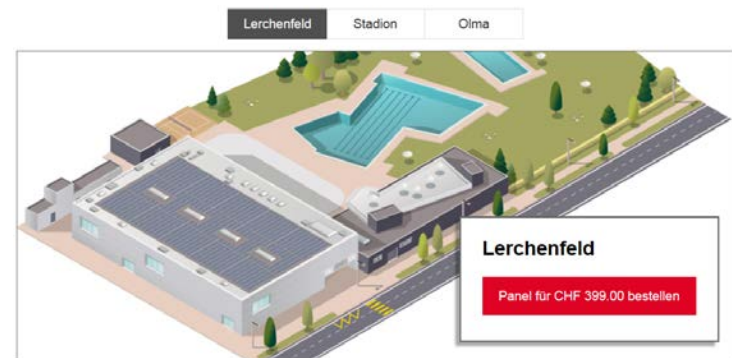 Lerchenfeld
Stadion
Olma
Lerchenfeld
Panel für CHF 399.00 bestellen